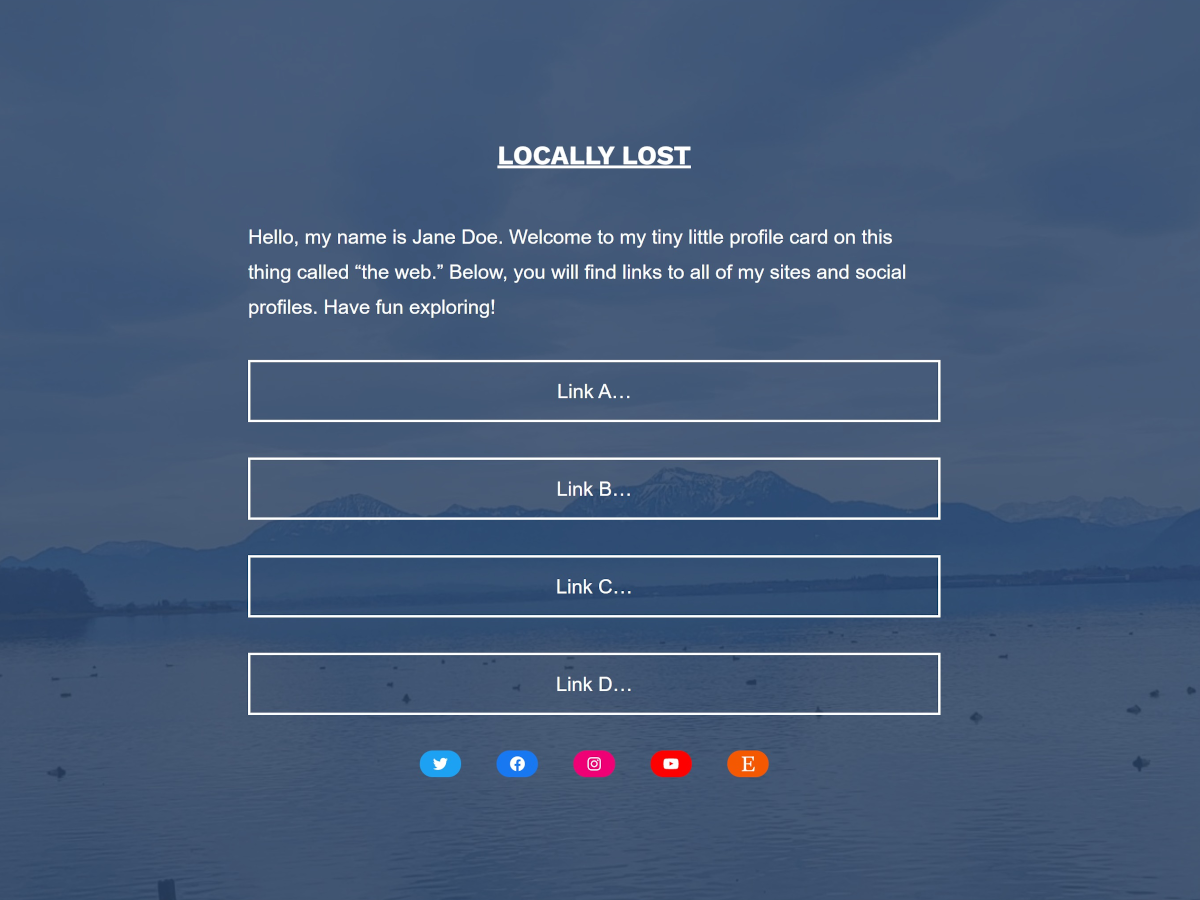 LOCALLY LOST
Hello, my name is Jane Doe. Welcome to my tiny little profile card on this
thing called “the web.” Below, you will find links to all of my sites and social
profiles. Have fun exploring!
Link A…
Link B…
Link C…
Link D…
E